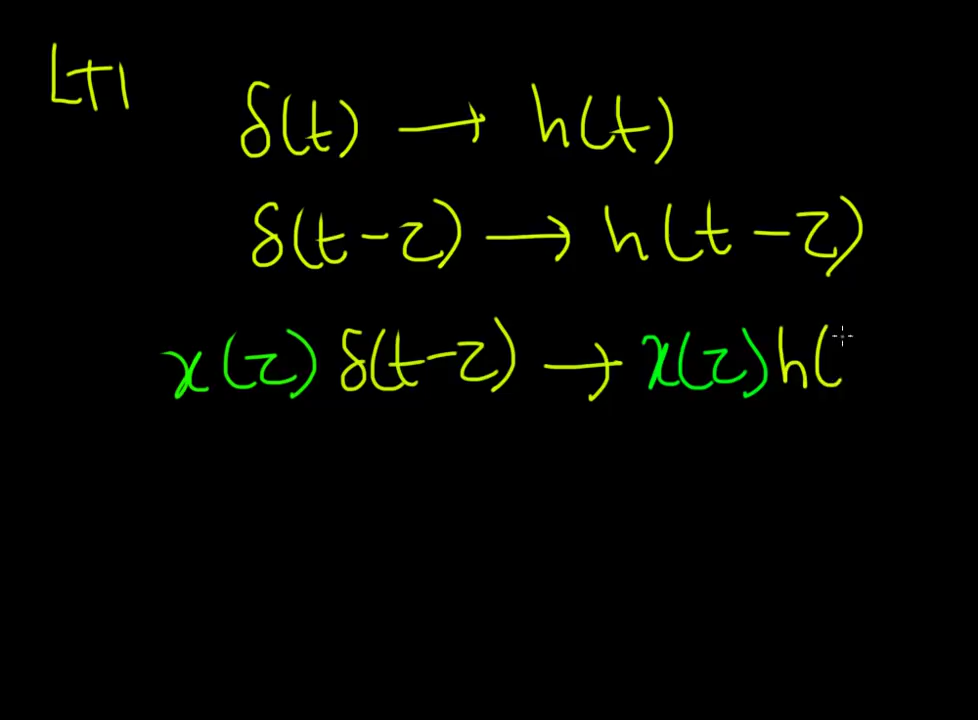 LTI
δ(t) → h(t)
δ(t-τ) → h(t-τ)
x(τ) δ(t-τ) → x(τ) h(